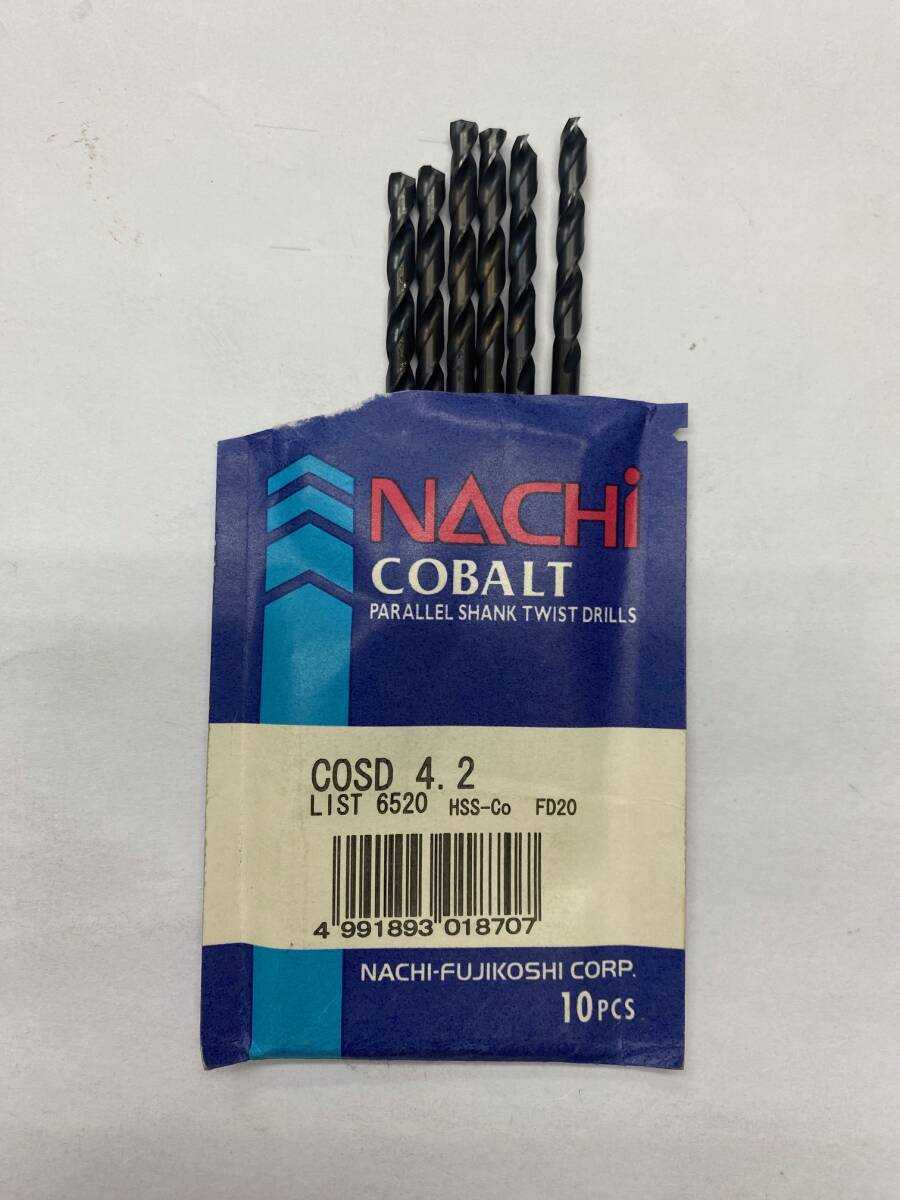 NACHi
COBALT
PARALLEL SHANK TWIST DRILLS
COSD 4.2
LIST 6520 HSS-Co FD20
4 991893 018707
NACHI-FUJIKOSHI CORP.
10PCS